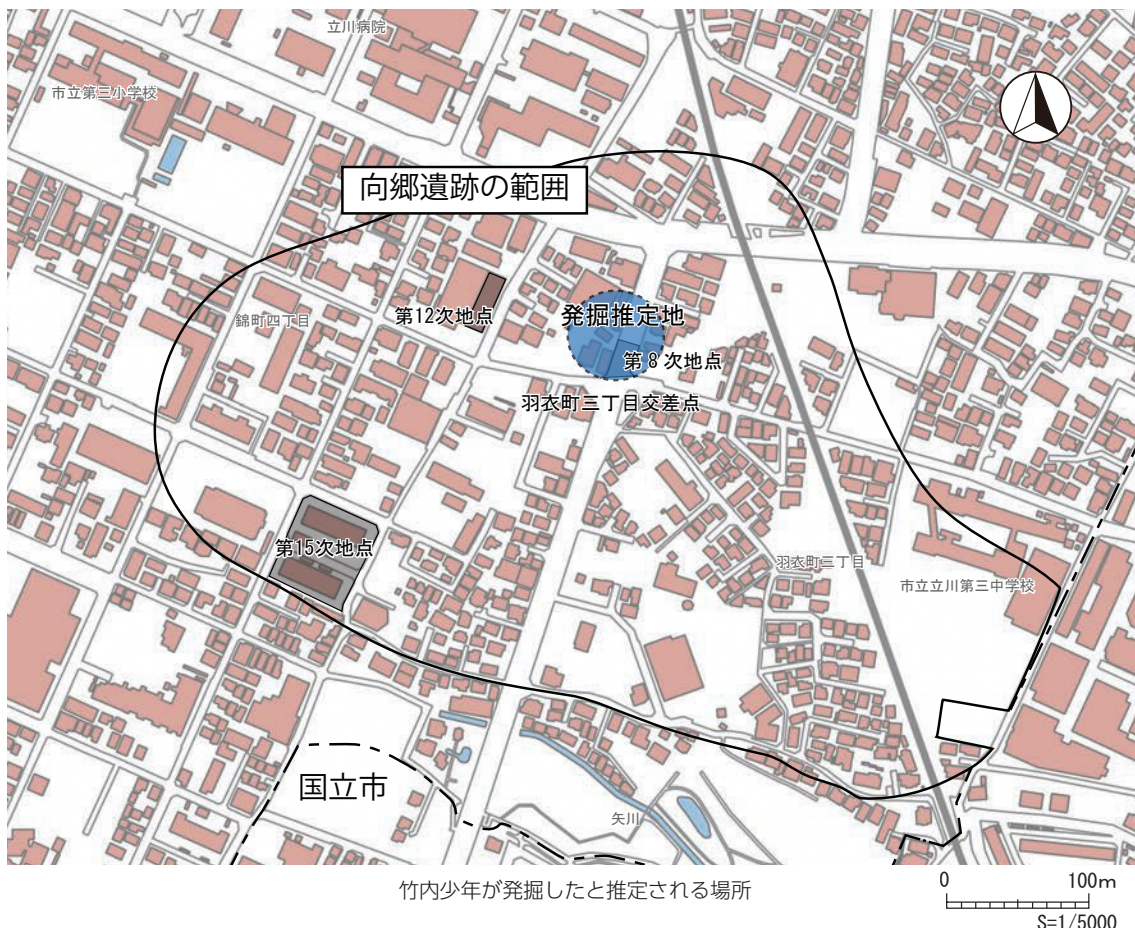 立川病院
市立第三小学校
向郷遺跡の範囲
第12次地点
発掘推定地
錦町四丁目
第8次地点
羽衣町三丁目交差点
第15次地点
羽衣町三丁目
市立立川第三中学校
国立市
矢川
竹内少年が発掘したと推定される場所
0 100m
S=1/5000